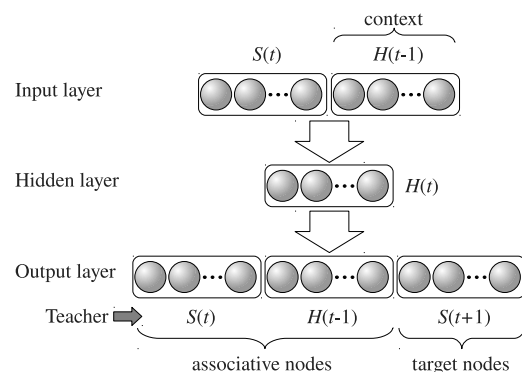 context
S(t) H(t-1)
Input layer
Hidden layer H(t)
Output layer
Teacher S(t) H(t-1) S(t+1)
associative nodes target nodes